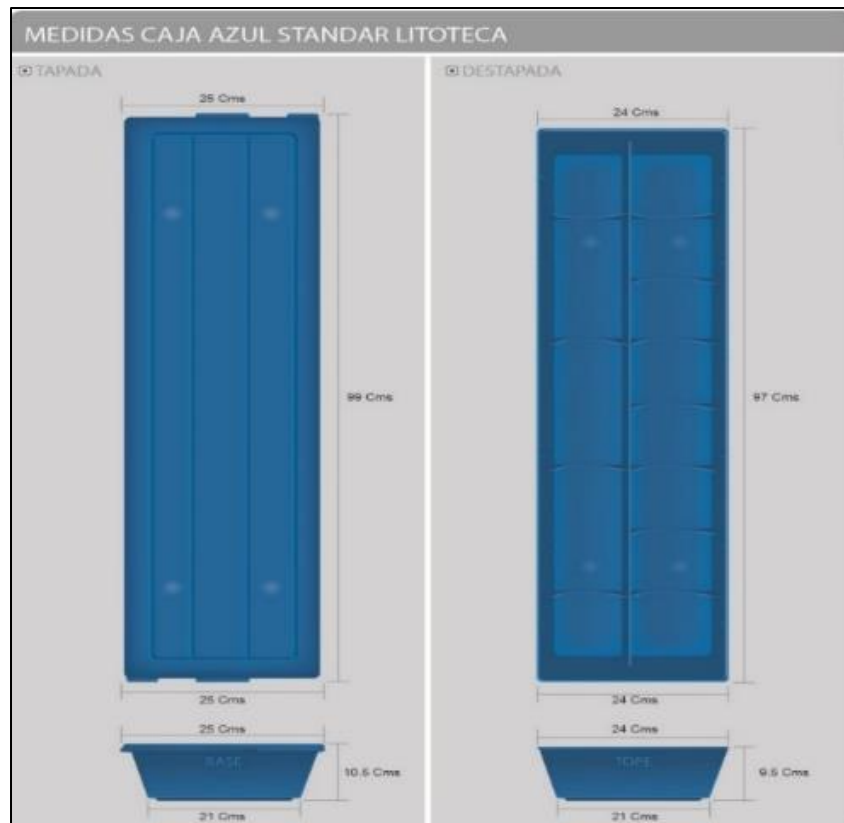 MEDIDAS CAJA AZUL STANDAR LITOTECA
TAPADA
25 Cms
99 Cms
25 Cms
25 Cms
BASE
10.5 Cms
21 Cms
DESTAPADA
24 Cms
97 Cms
24 Cms
24 Cms
TOPE
9.5 Cms
21 Cms